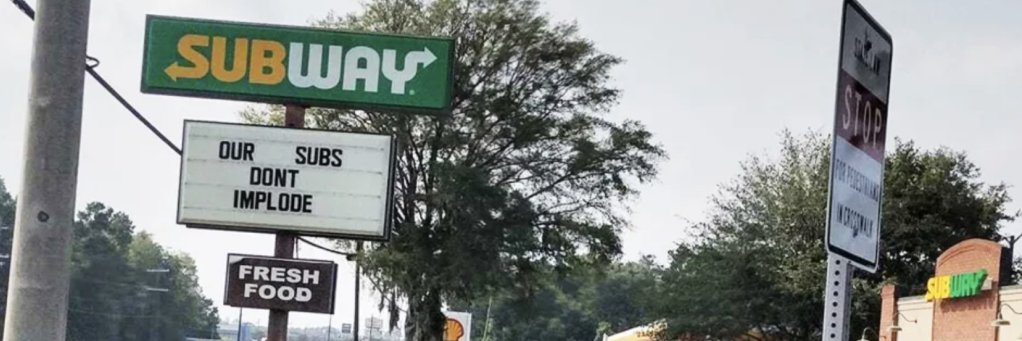 SUBWAY
OUR SUBS
DONT
IMPLODE
FRESH
FOOD
STOP
FOR PEDESTRIANS
IN CROSSWALK
SUBWAY